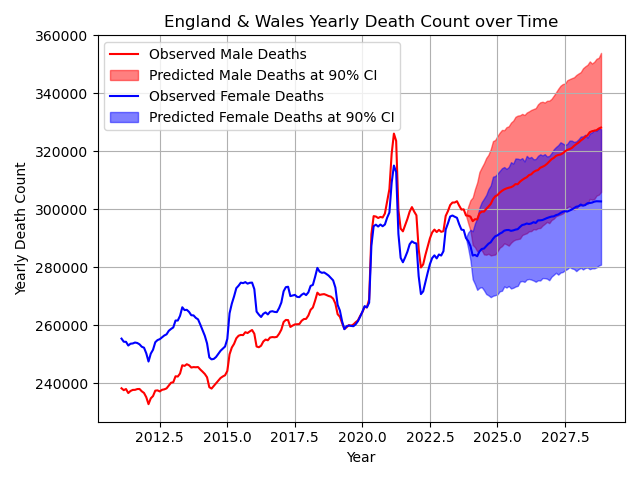 England & Wales Yearly Death Count over Time
Observed Male Deaths
Predicted Male Deaths at 90% CI
Observed Female Deaths
Predicted Female Deaths at 90% CI
Yearly Death Count
360000
340000
320000
300000
280000
260000
240000
2012.5 2015.0 2017.5 2020.0 2022.5 2025.0 2027.5
Year